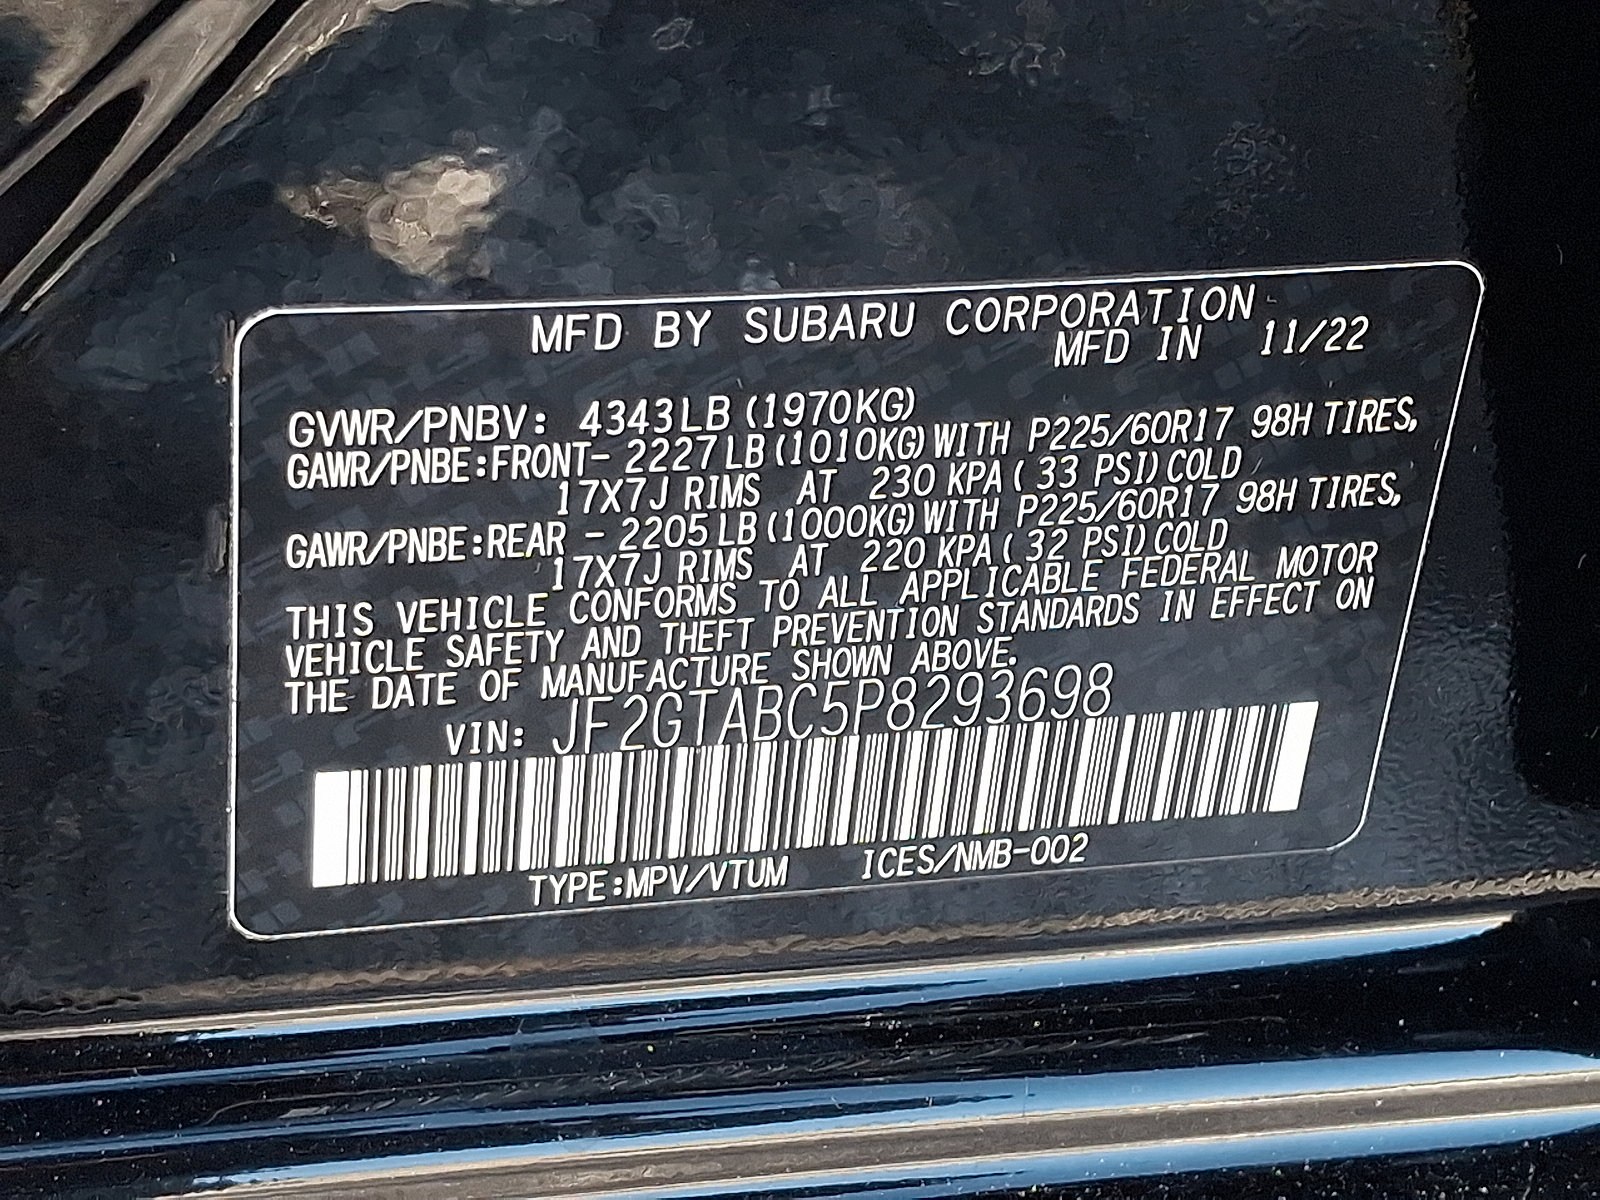 MFD BY SUBARU CORPORATION
MFD IN 11/22
GVWR/PNBV: 4343LB (1970KG)
GAWR/PNBE:FRONT- 2227LB (1010KG) WITH P225/60R17 98H TIRES,
17X7J RIMS AT 230 KPA ( 33 PSI) COLD
GAWR/PNBE:REAR - 2205LB (1000KG) WITH P225/60R17 98H TIRES,
17X7J RIMS AT 220 KPA ( 32 PSI) COLD
THIS VEHICLE CONFORMS TO ALL APPLICABLE FEDERAL MOTOR
VEHICLE SAFETY AND THEFT PREVENTION STANDARDS IN EFFECT ON
THE DATE OF MANUFACTURE SHOWN ABOVE.
VIN: JF2GTABC5P8293698
TYPE:MPV/VTUM ICES/NMB-002